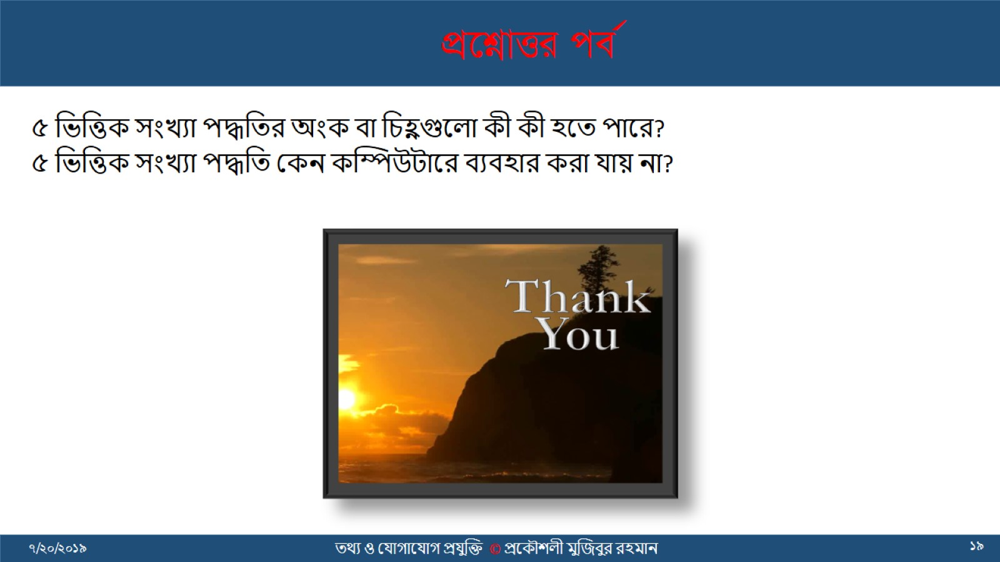 প্রশ্নোত্তর পর্ব
৫ ভিত্তিক সংখ্যা পদ্ধতির অংক বা চিহ্নগুলো কী কী হতে পারে?
৫ ভিত্তিক সংখ্যা পদ্ধতি কেন কম্পিউটারে ব্যবহার করা যায় না?
Thank
You
৭/২০/২০১৯
তথ্য ও যোগাযোগ প্রযুক্তি © প্রকৌশলী মুজিবুর রহমান
১৯